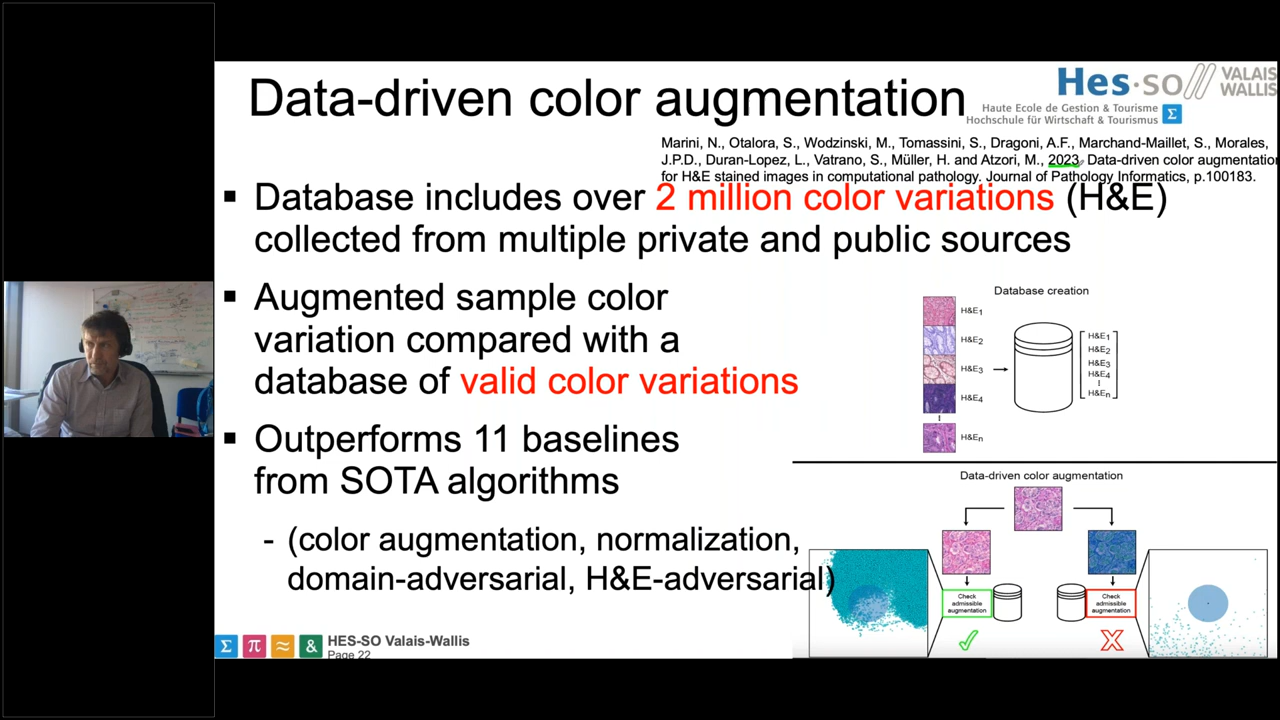 Data-driven color augmentation
Hes·so VALAIS
WALLIS
Haute Ecole de Gestion & Tourisme
Hochschule für Wirtschaft & Tourismus Σ
Marini, N., Otalora, S., Wodzinski, M., Tomassini, S., Dragoni, A.F., Marchand-Maillet, S., Morales,
J.P.D., Duran-Lopez, L., Vatrano, S., Müller, H. and Atzori, M., 2023. Data-driven color augmentation
for H&E stained images in computational pathology. Journal of Pathology Informatics, p.100183.
▪ Database includes over 2 million color variations (H&E)
collected from multiple private and public sources
▪ Augmented sample color
variation compared with a
database of valid color variations
▪ Outperforms 11 baselines
from SOTA algorithms
- (color augmentation, normalization,
domain-adversarial, H&E-adversarial)
Database creation
H&E1
H&E2
H&E3
H&E4
H&En
H&E1
H&E2
H&E3
H&E4
H&En
Data-driven color augmentation
Check
admissible
augmentation
Check
admissible
augmentation
Σ π ≈ & HES-SO Valais-Wallis
Page 22